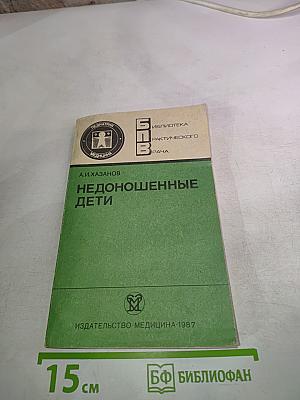 БИБЛИОТЕКА
ПРАКТИЧЕСКОГО
ВРАЧА
А.И.ХАЗАНОВ
НЕДОНОШЕННЫЕ
ДЕТИ
ИЗДАТЕЛЬСТВО·МЕДИЦИНА·1987
15 см
БФ БИБЛИОФАН